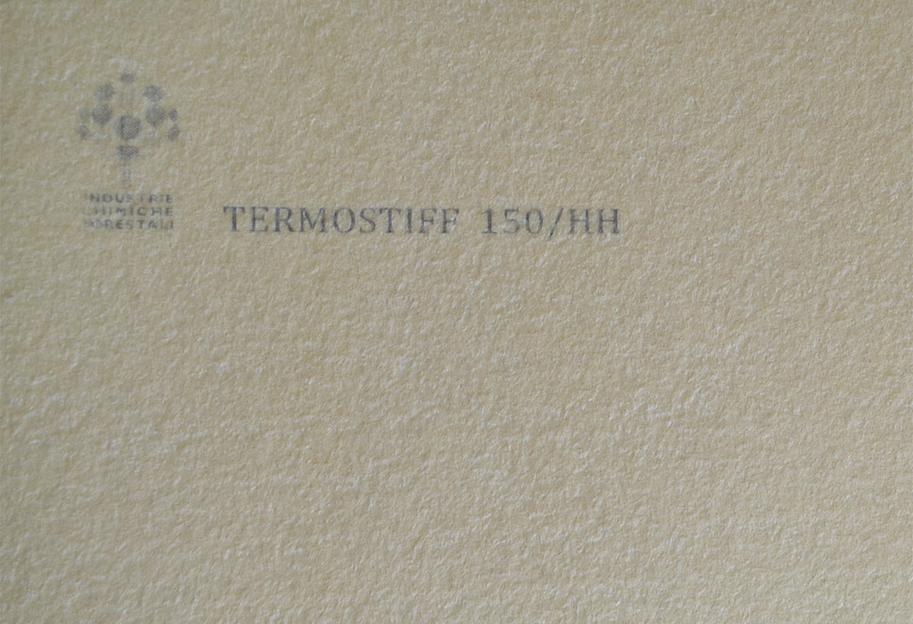 INDUSTRIE
CHIMICHE
FORESTALI
TERMOSTIFF 150/HH